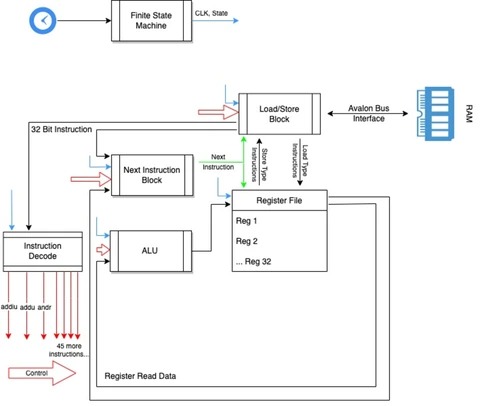 Finite State
Machine
CLK, State
Load/Store
Block
Avalon Bus
Interface
RAM
32 Bit Instruction
Next Instruction
Block
Next
Instruction
Store Type
Instructions
Load Type
Instructions
Register File
Reg 1
Reg 2
... Reg 32
Instruction
Decode
ALU
addiu
addu
andr
45 more
instructions...
Control
Register Read Data